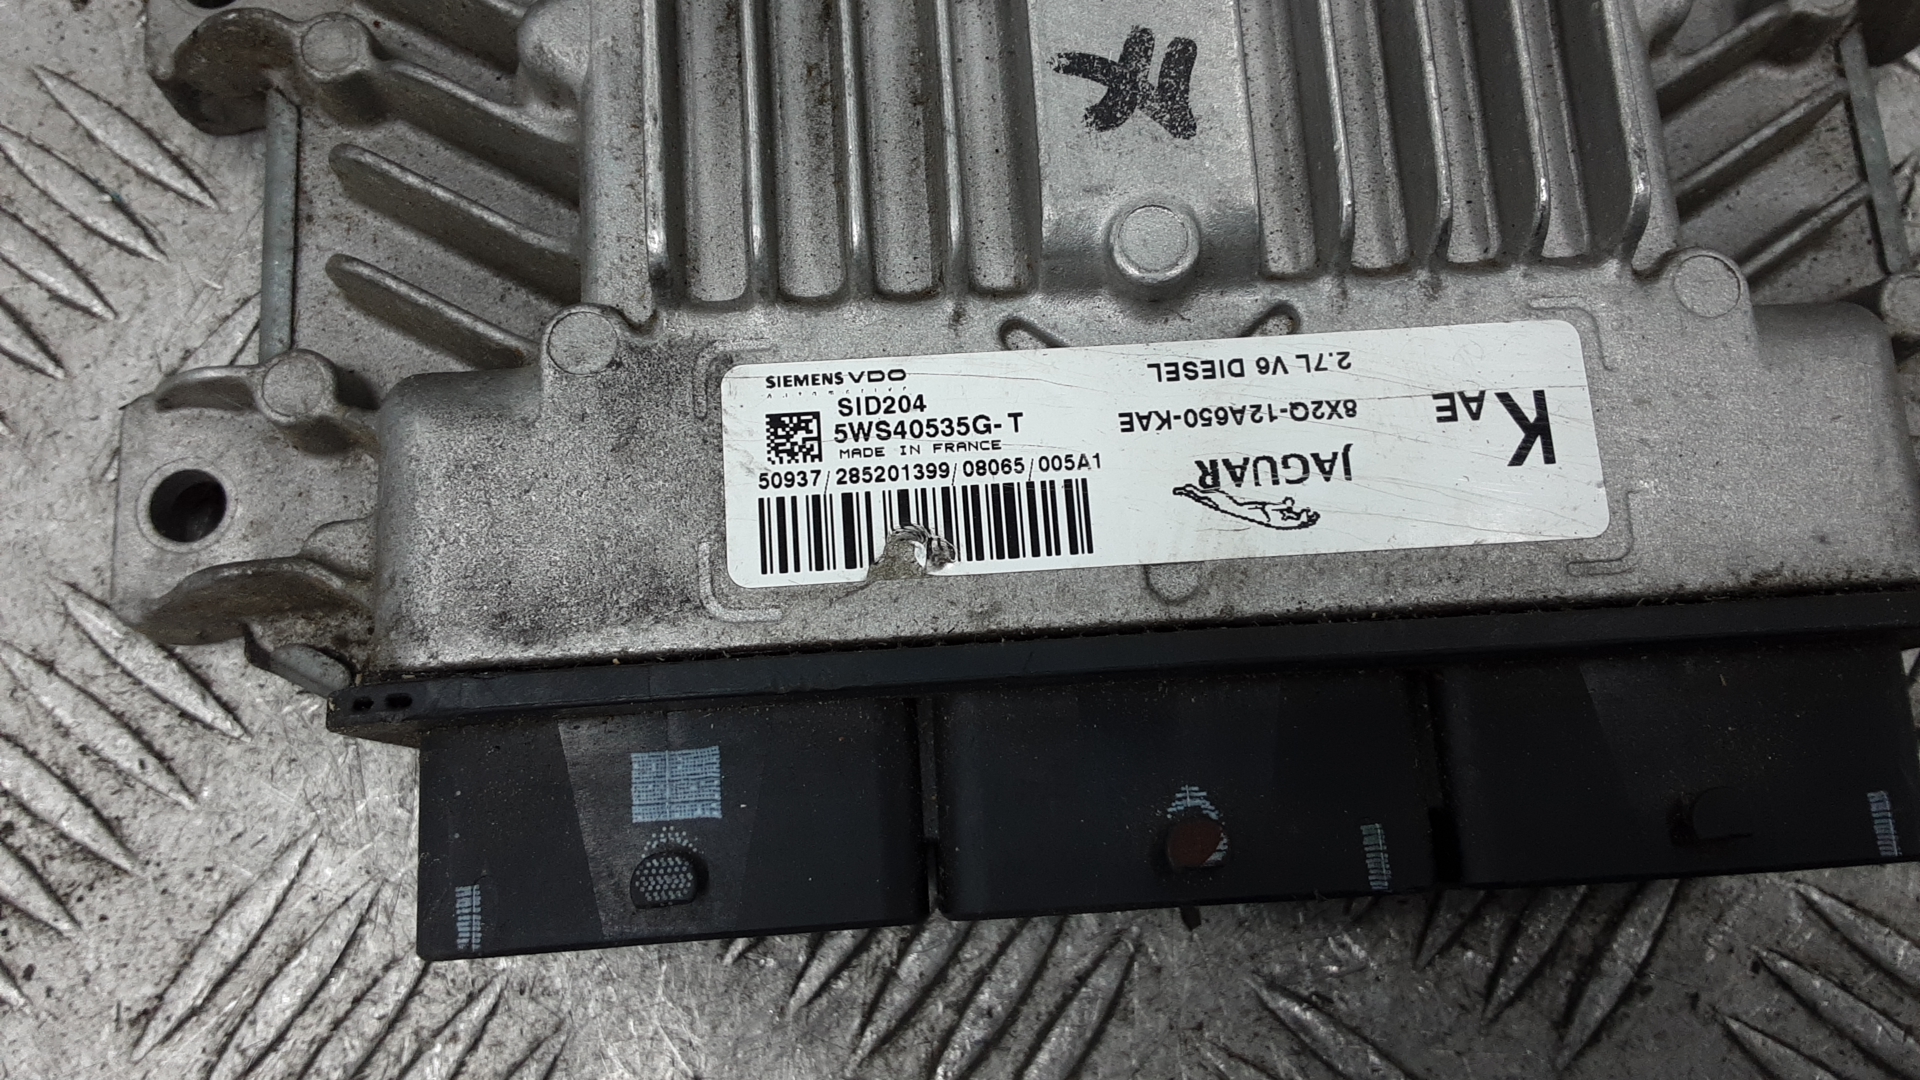 SIEMENS VDO
SID204
5WS40535G-T
MADE IN FRANCE
50937/285201399/08065/005A1
JAGUAR
KAE
8X2Q-12A650-KAE
2.7L V6 DIESEL